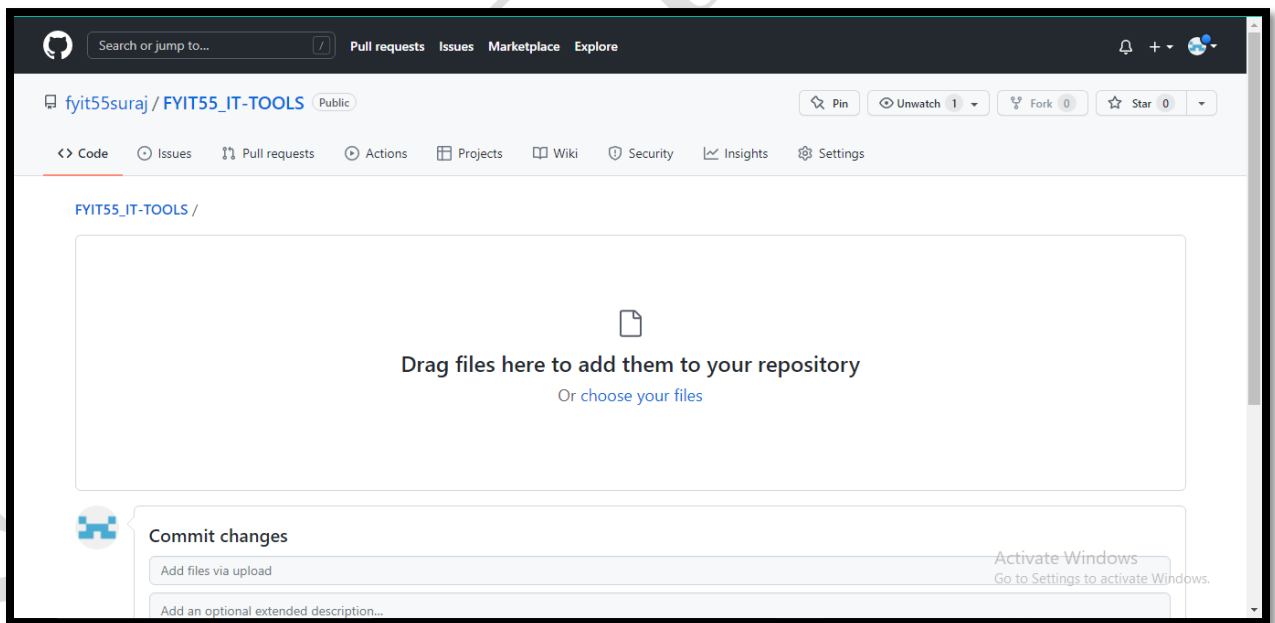 Search or jump to... / Pull requests Issues Marketplace Explore
fyit55suraj / FYIT55_IT-TOOLS Public Pin Unwatch 1 Fork 0 Star 0
Code Issues Pull requests Actions Projects Wiki Security Insights Settings
FYIT55_IT-TOOLS /
Drag files here to add them to your repository
Or choose your files
Commit changes
Add files via upload
Add an optional extended description...
Activate Windows
Go to Settings to activate Windows.